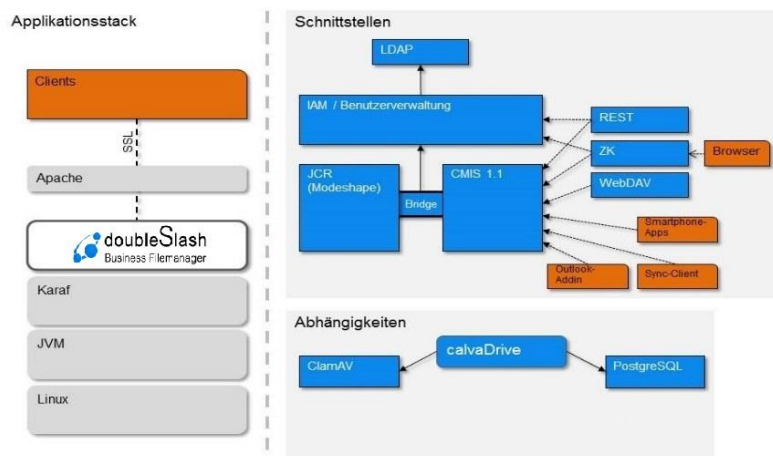 Applikationsstack
Clients
SSL
Apache
doubleSlash
Business Filemanager
Karaf
JVM
Linux
Schnittstellen
LDAP
IAM / Benutzerverwaltung
REST
ZK
Browser
WebDAV
JCR
(Modeshape)
Bridge
CMIS 1.1
Smartphone-
Apps
Outlook-
Addin
Sync-Client
Abhängigkeiten
calvaDrive
ClamAV
PostgreSQL